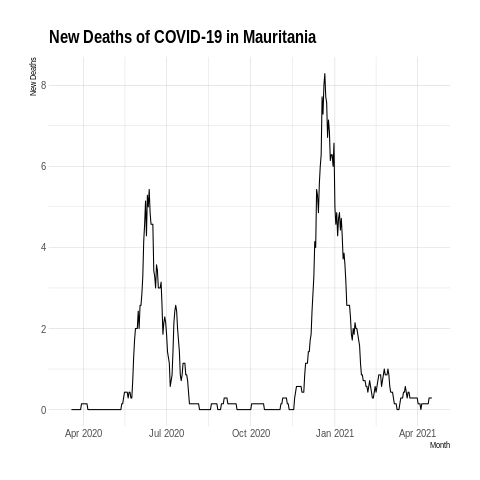 New Deaths of COVID-19 in Mauritania
New Deaths
8
6
4
2
0
Apr 2020 Jul 2020 Oct 2020 Jan 2021 Apr 2021
Month